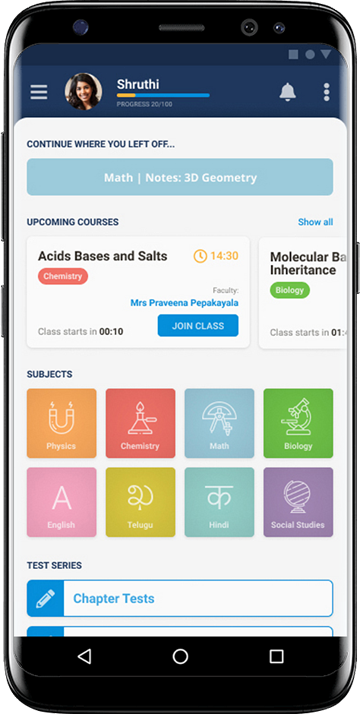 Shruthi
PROGRESS 20/100
CONTINUE WHERE YOU LEFT OFF...
Math | Notes: 3D Geometry
UPCOMING COURSES
Show all
Acids Bases and Salts
14:30
Chemistry
Faculty:
Mrs Praveena Pepakayala
Class starts in 00:10
JOIN CLASS
Molecular Ba
Inheritance
Biology
Class starts in 01:
SUBJECTS
Physics
Chemistry
Math
Biology
A
ఖ
क
English
Telugu
Hindi
Social Studies
TEST SERIES
Chapter Tests